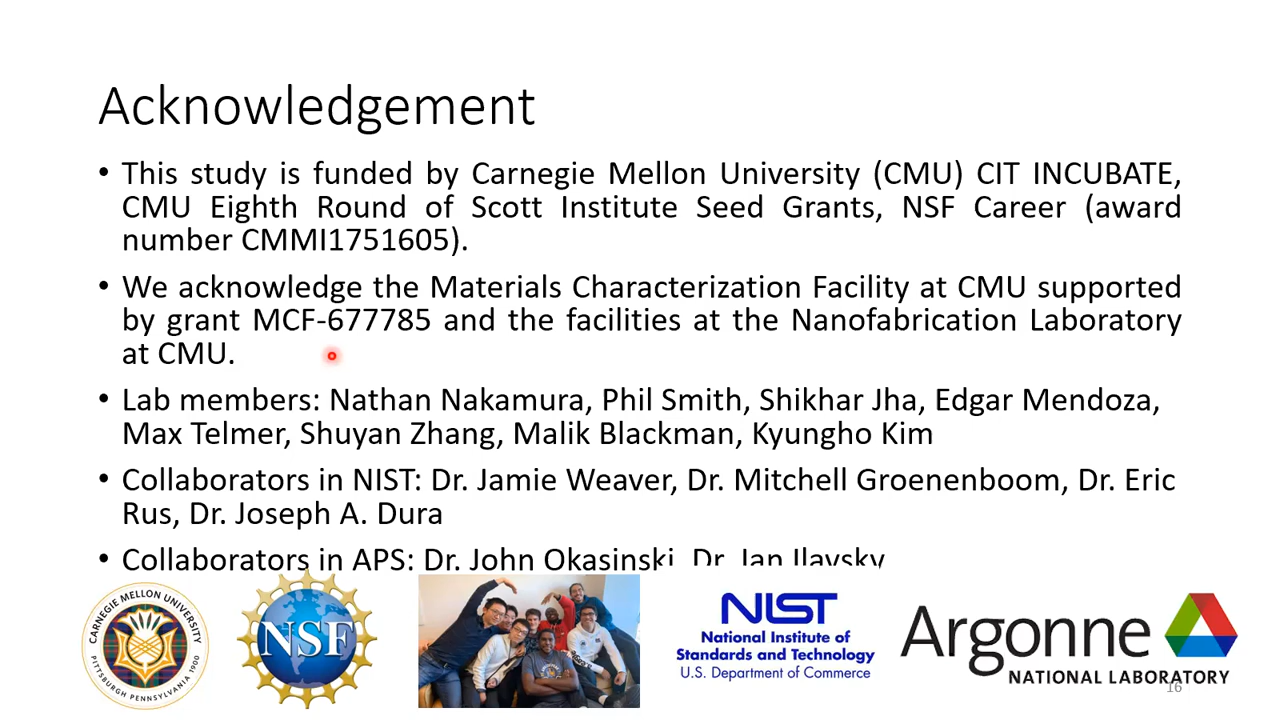 Acknowledgement
• This study is funded by Carnegie Mellon University (CMU) CIT INCUBATE,
CMU Eighth Round of Scott Institute Seed Grants, NSF Career (award
number CMMI1751605).
• We acknowledge the Materials Characterization Facility at CMU supported
by grant MCF-677785 and the facilities at the Nanofabrication Laboratory
at CMU.
• Lab members: Nathan Nakamura, Phil Smith, Shikhar Jha, Edgar Mendoza,
Max Telmer, Shuyan Zhang, Malik Blackman, Kyungho Kim
• Collaborators in NIST: Dr. Jamie Weaver, Dr. Mitchell Groenenboom, Dr. Eric
Rus, Dr. Joseph A. Dura
• Collaborators in APS: Dr. John Okasinski, Dr. Jan Ilavsky
CARNEGIE MELLON UNIVERSITY
PITTSBURGH PENNSYLVANIA 1900
NSF
NIST
National Institute of
Standards and Technology
U.S. Department of Commerce
Argonne
NATIONAL LABORATORY
16